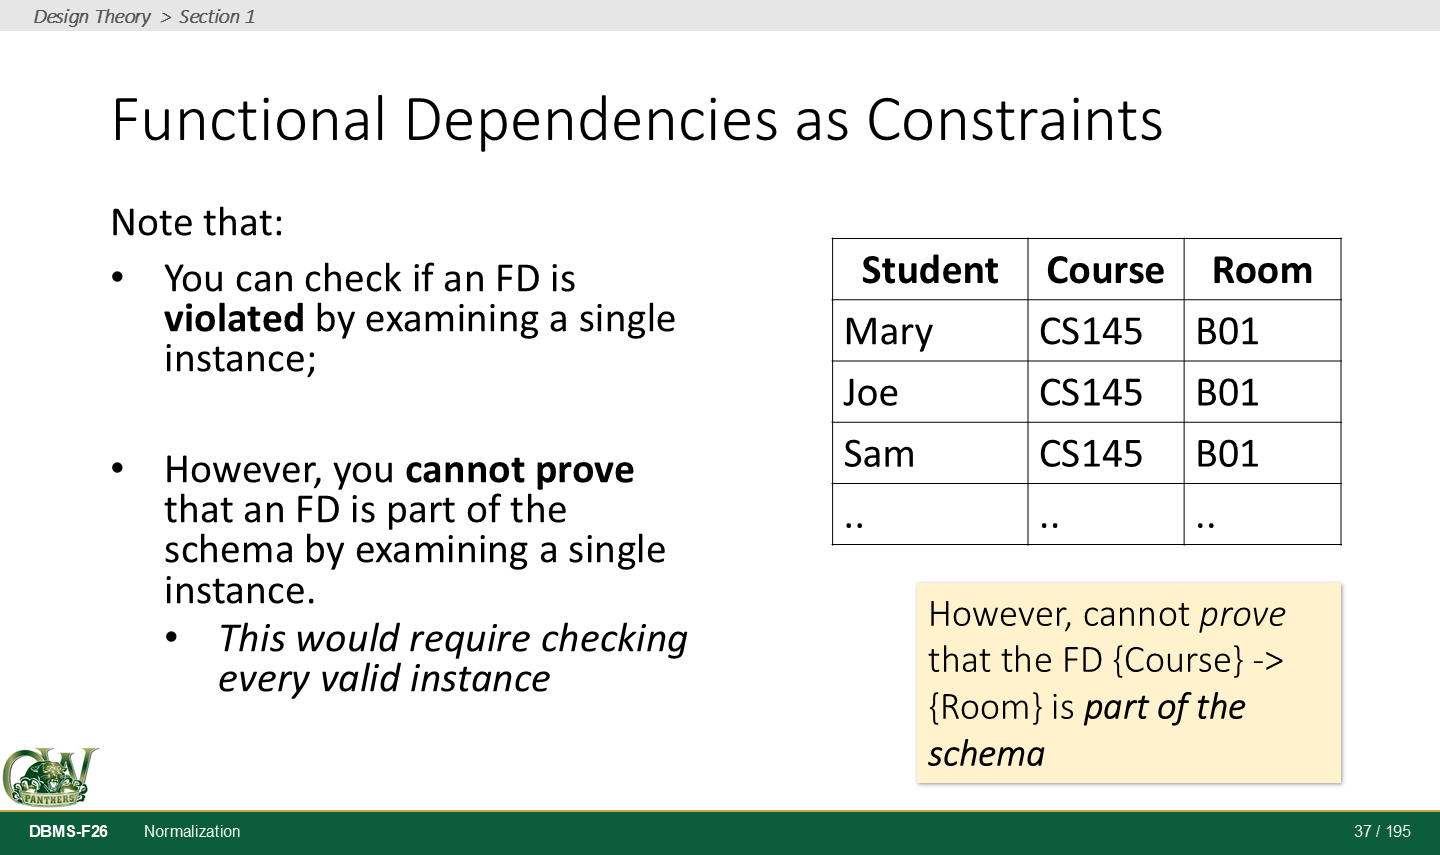 Design Theory > Section 1
Functional Dependencies as Constraints
Note that:
• You can check if an FD is
violated by examining a single
instance;
• However, you cannot prove
that an FD is part of the
schema by examining a single
instance.
• This would require checking
every valid instance
Student Course Room
Mary CS145 B01
Joe CS145 B01
Sam CS145 B01
.. .. ..
However, cannot prove
that the FD {Course} ->
{Room} is part of the
schema
OW
PANTHERS
DBMS-F26 Normalization 37 / 195